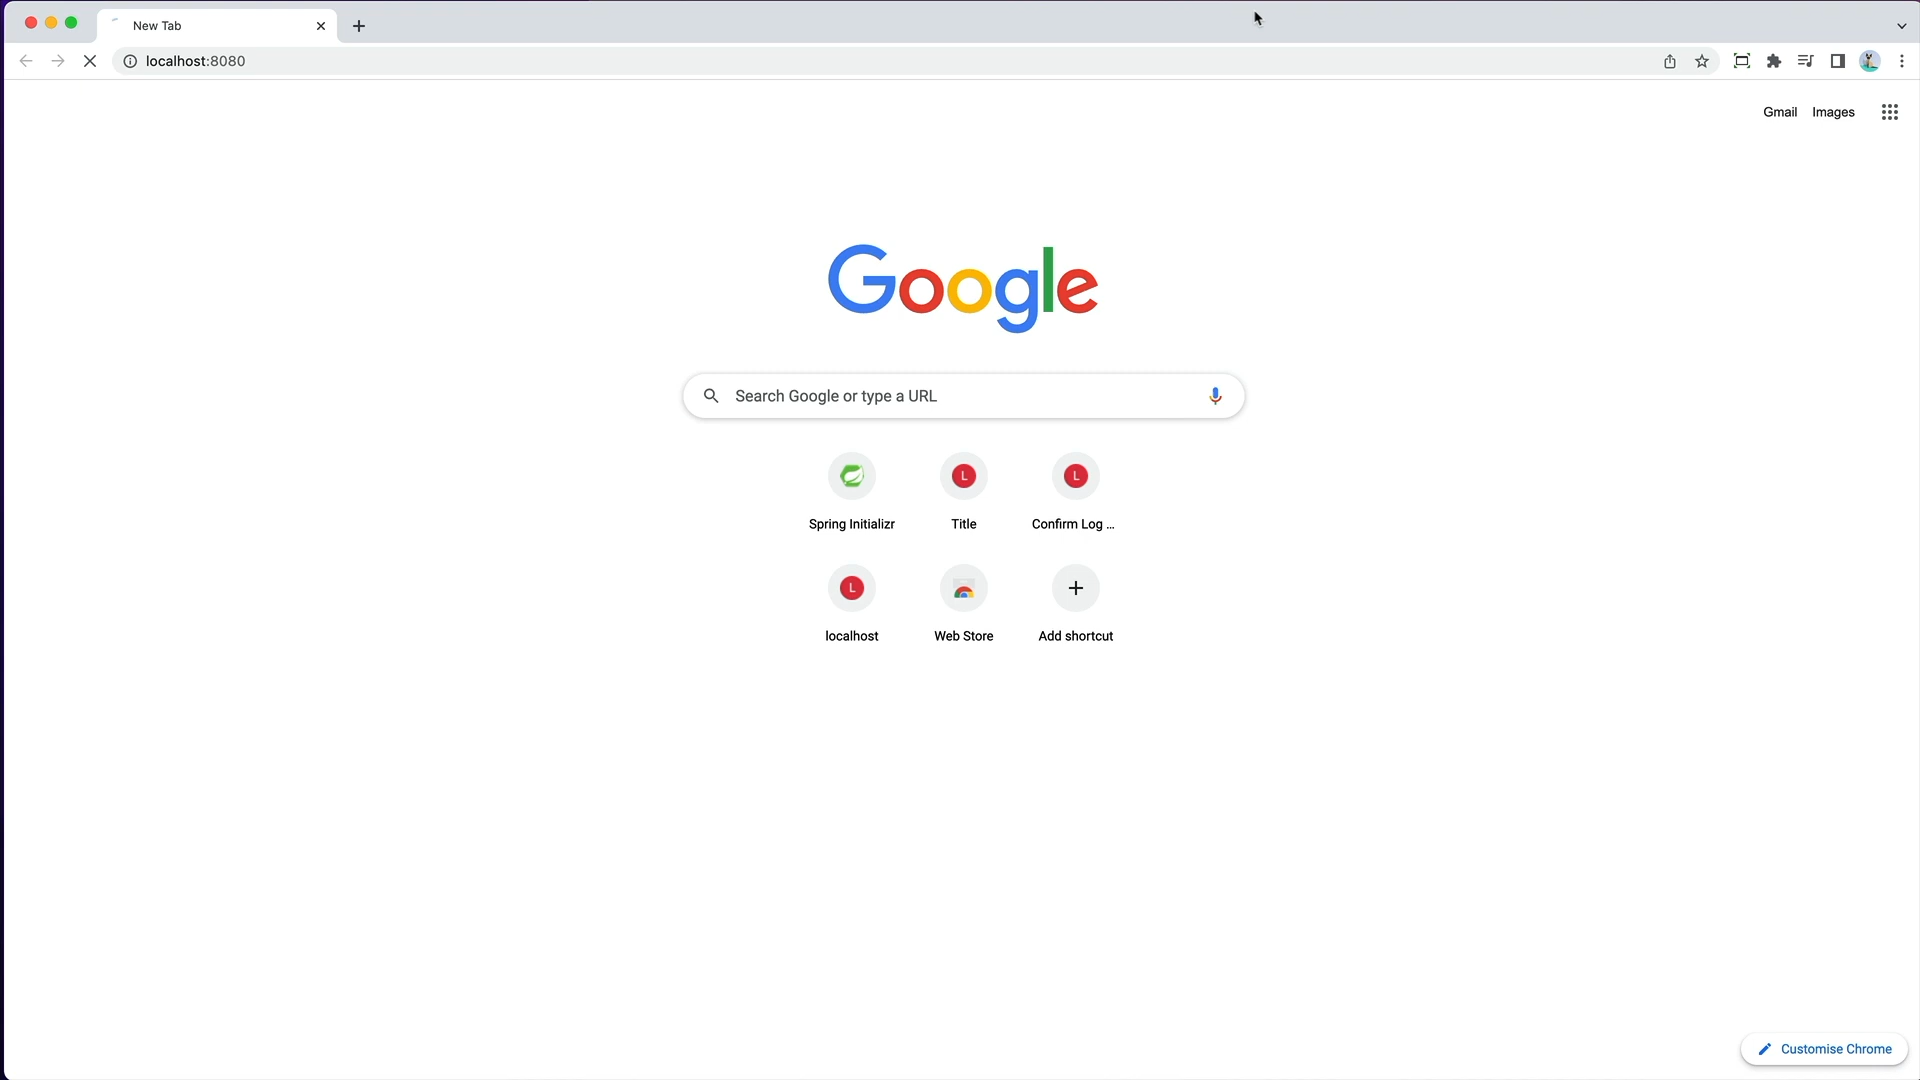 New Tab
localhost:8080
Gmail Images
Google
Search Google or type a URL
L L
Spring Initializr Title Confirm Log ...
L
localhost Web Store Add shortcut
Customise Chrome